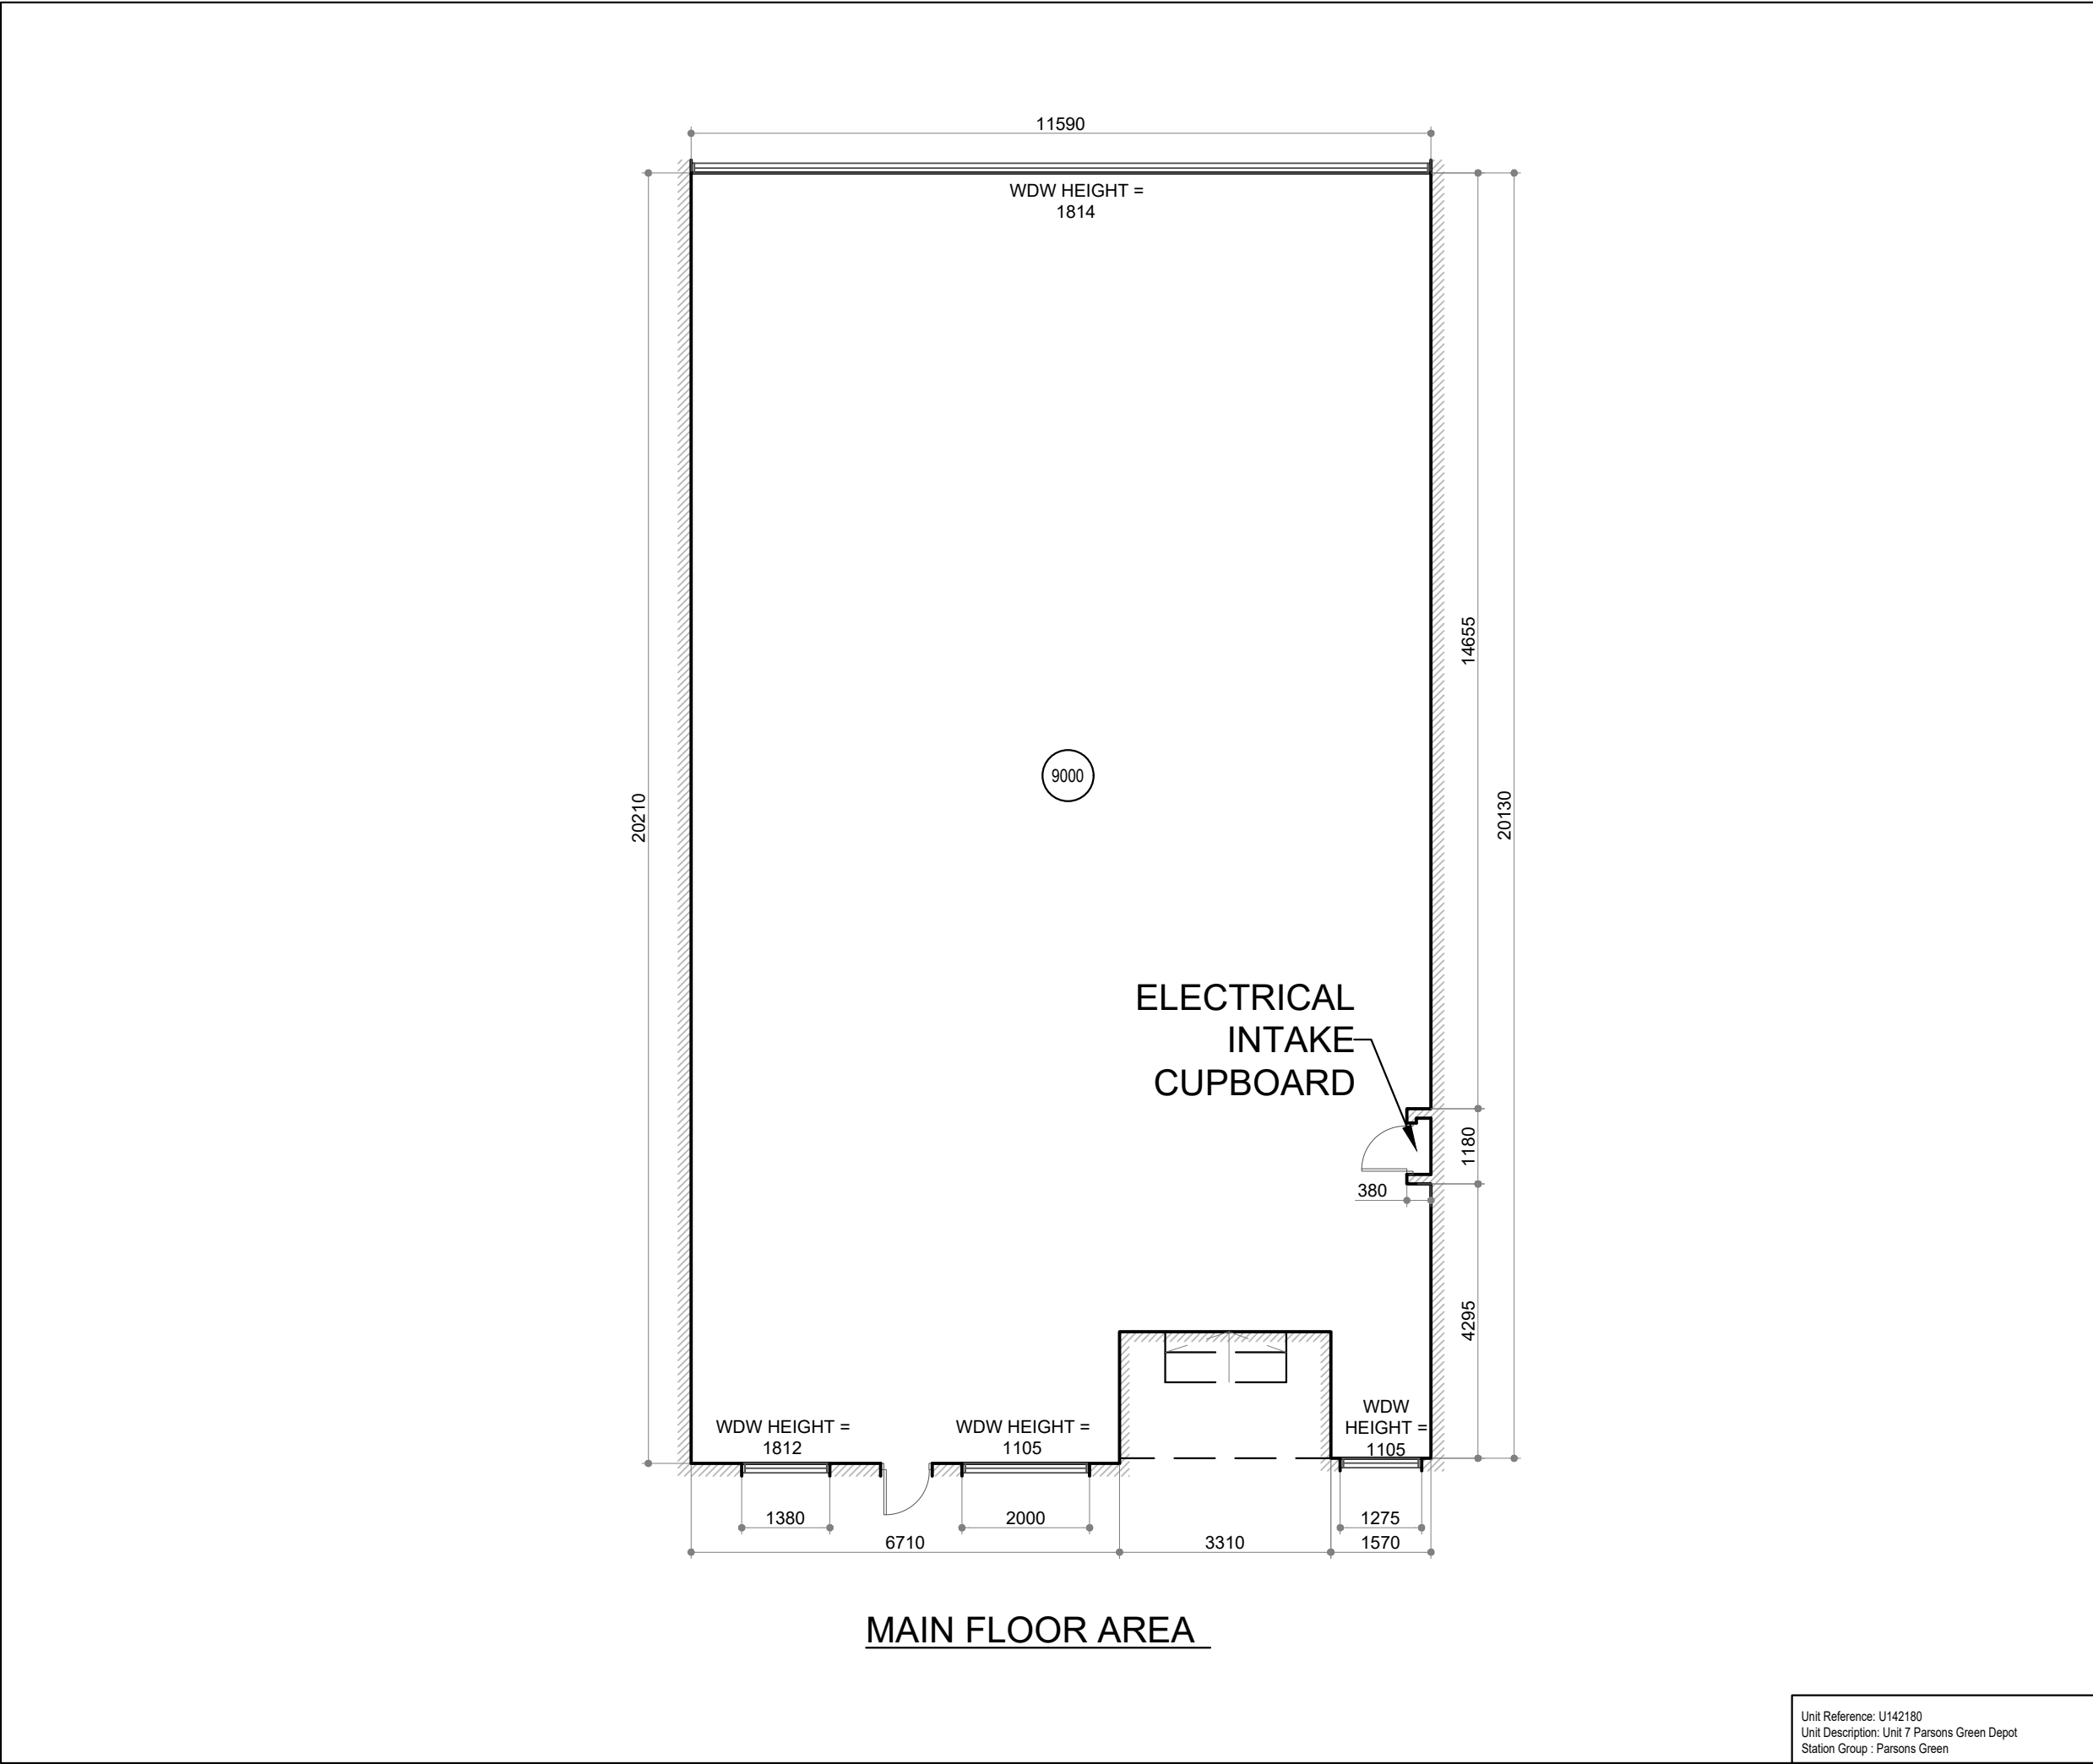 11590
WDW HEIGHT =
1814
14655
9000
20210
20130
ELECTRICAL
INTAKE
CUPBOARD
1180
380
4295
WDW
HEIGHT =
1105
WDW HEIGHT =
1812
WDW HEIGHT =
1105
1380
2000
1275
6710
3310
1570
MAIN FLOOR AREA
Unit Reference: U142180
Unit Description: Unit 7 Parsons Green Depot
Station Group : Parsons Green